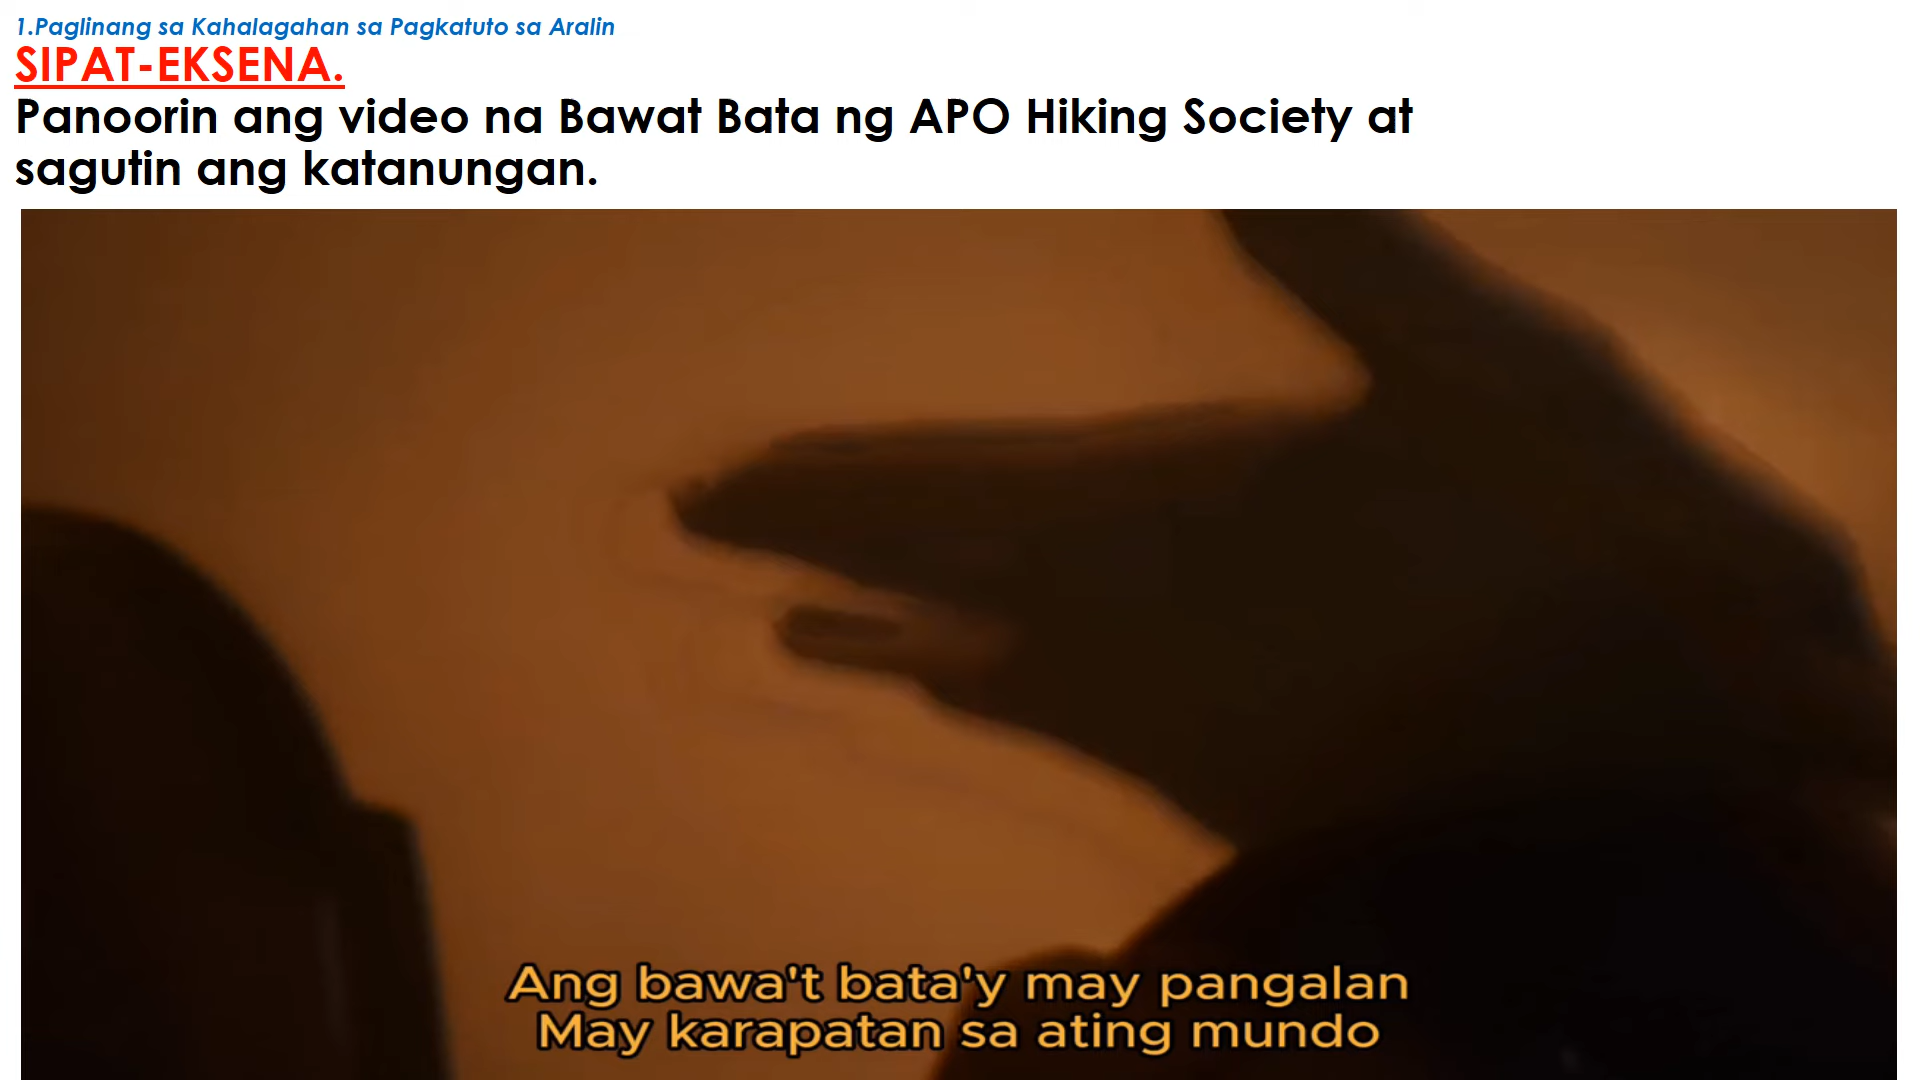 1.Paglinang sa Kahalagahan sa Pagkatuto sa Aralin
SIPAT-EKSENA.
Panoorin ang video na Bawat Bata ng APO Hiking Society at
sagutin ang katanungan.
Ang bawa't bata'y may pangalan
May karapatan sa ating mundo